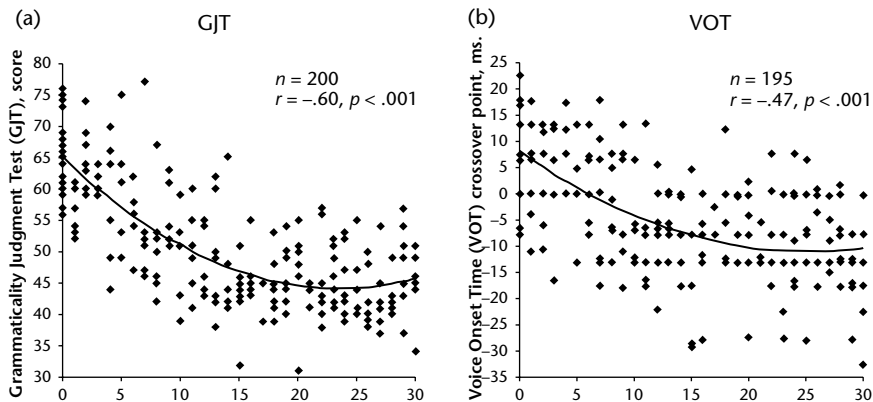 (a)
GJT
Grammaticality Judgment Test (GJT), score
80
75
70
65
60
55
50
45
40
35
30
n = 200
r = –.60, p < .001
0 5 10 15 20 25 30
(b)
VOT
Voice Onset Time (VOT) crossover point, ms.
25
20
15
10
5
0
–5
–10
–15
–20
–25
–30
–35
n = 195
r = –.47, p < .001
0 5 10 15 20 25 30